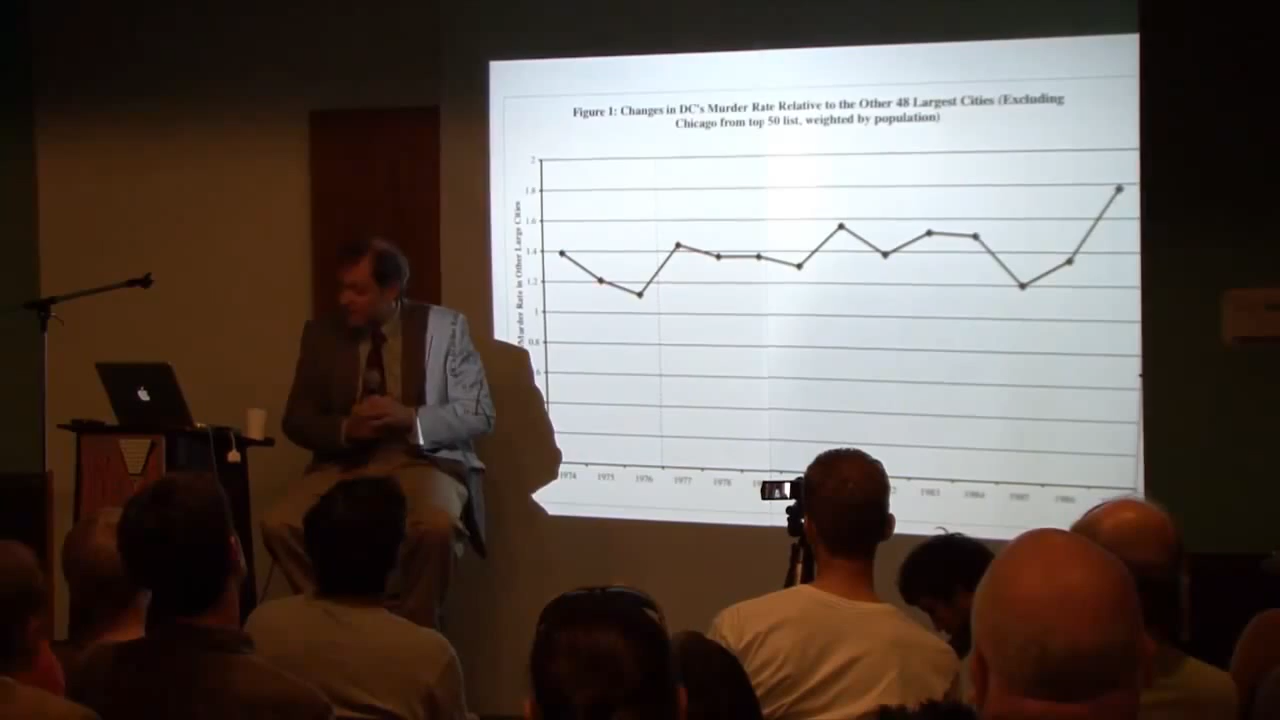 Figure 1: Changes in DC's Murder Rate Relative to the Other 48 Largest Cities (Excluding
Chicago from top 50 list, weighted by population)
Murder Rate in Other Large Cities
2
1.8
1.6
1.4
1.2
1
0.8
1974 1975 1976 1977 1978 1983